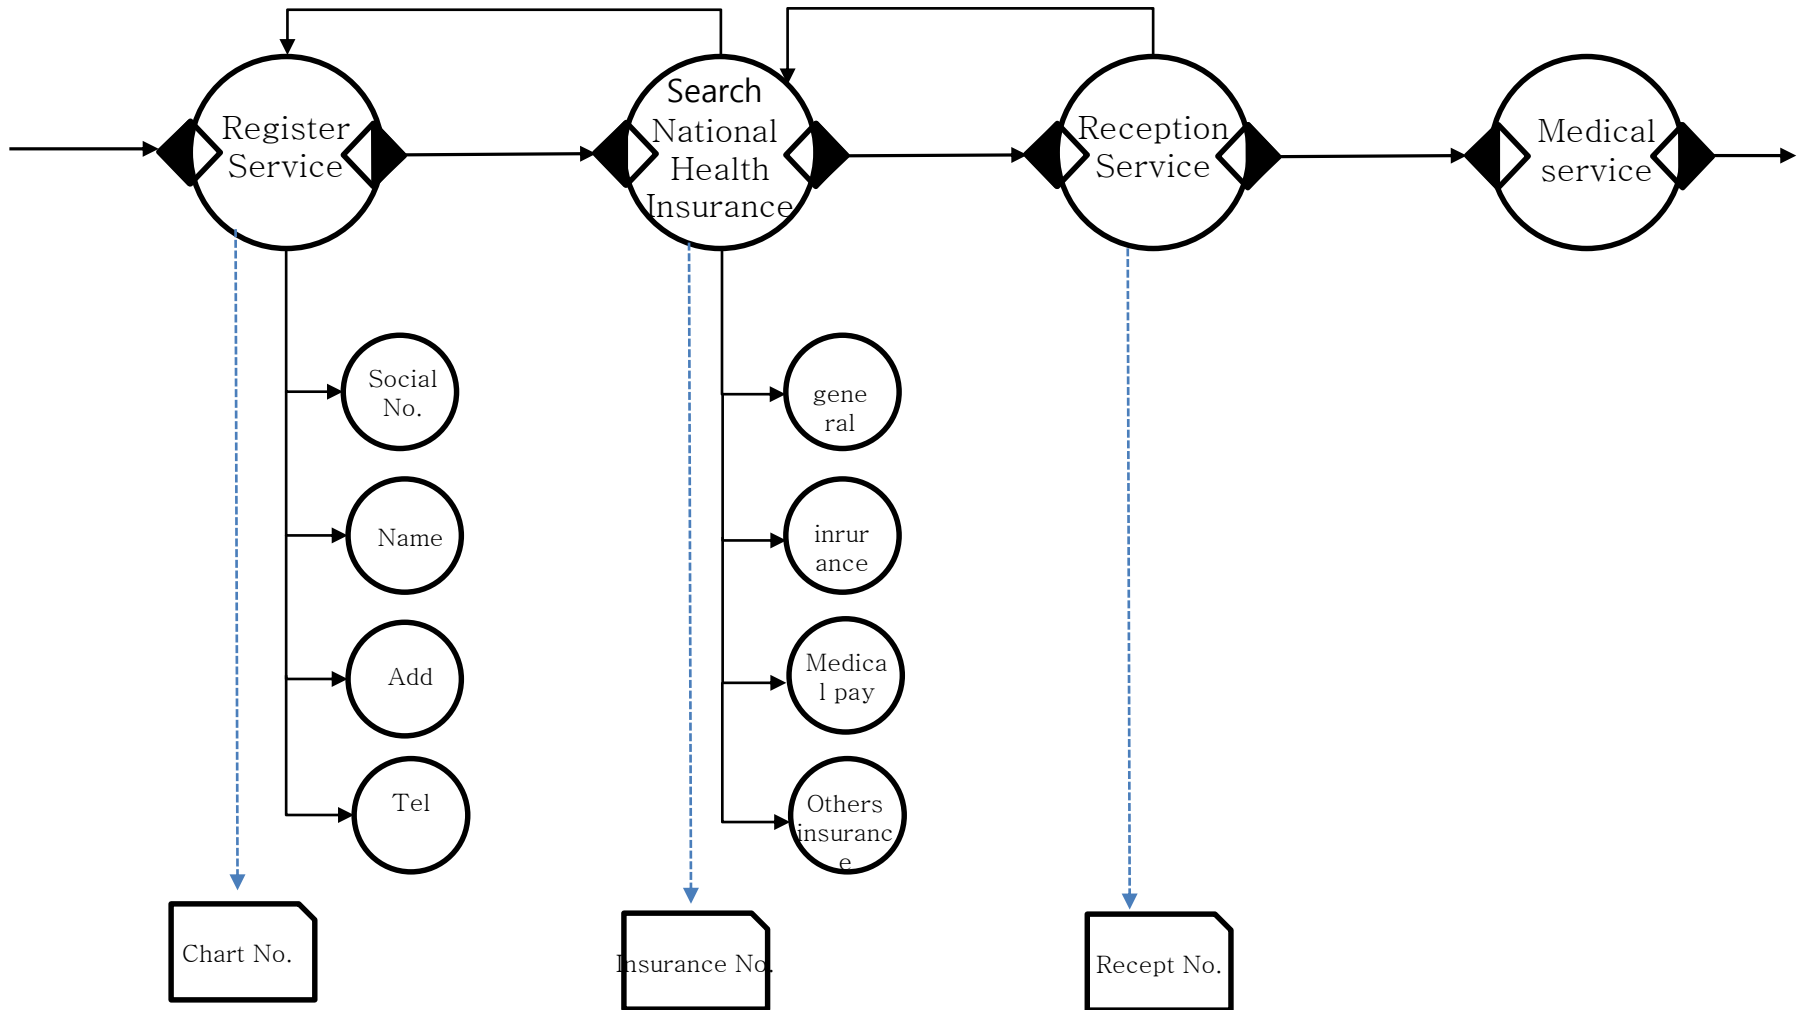 Register
Service
Search
National
Health
Insurance
Reception
Service
Medical
service
Social
No.
Name
Add
Tel
gene
ral
inrur
ance
Medica
l pay
Others
insuranc
e
Chart No.
Insurance No.
Recept No.